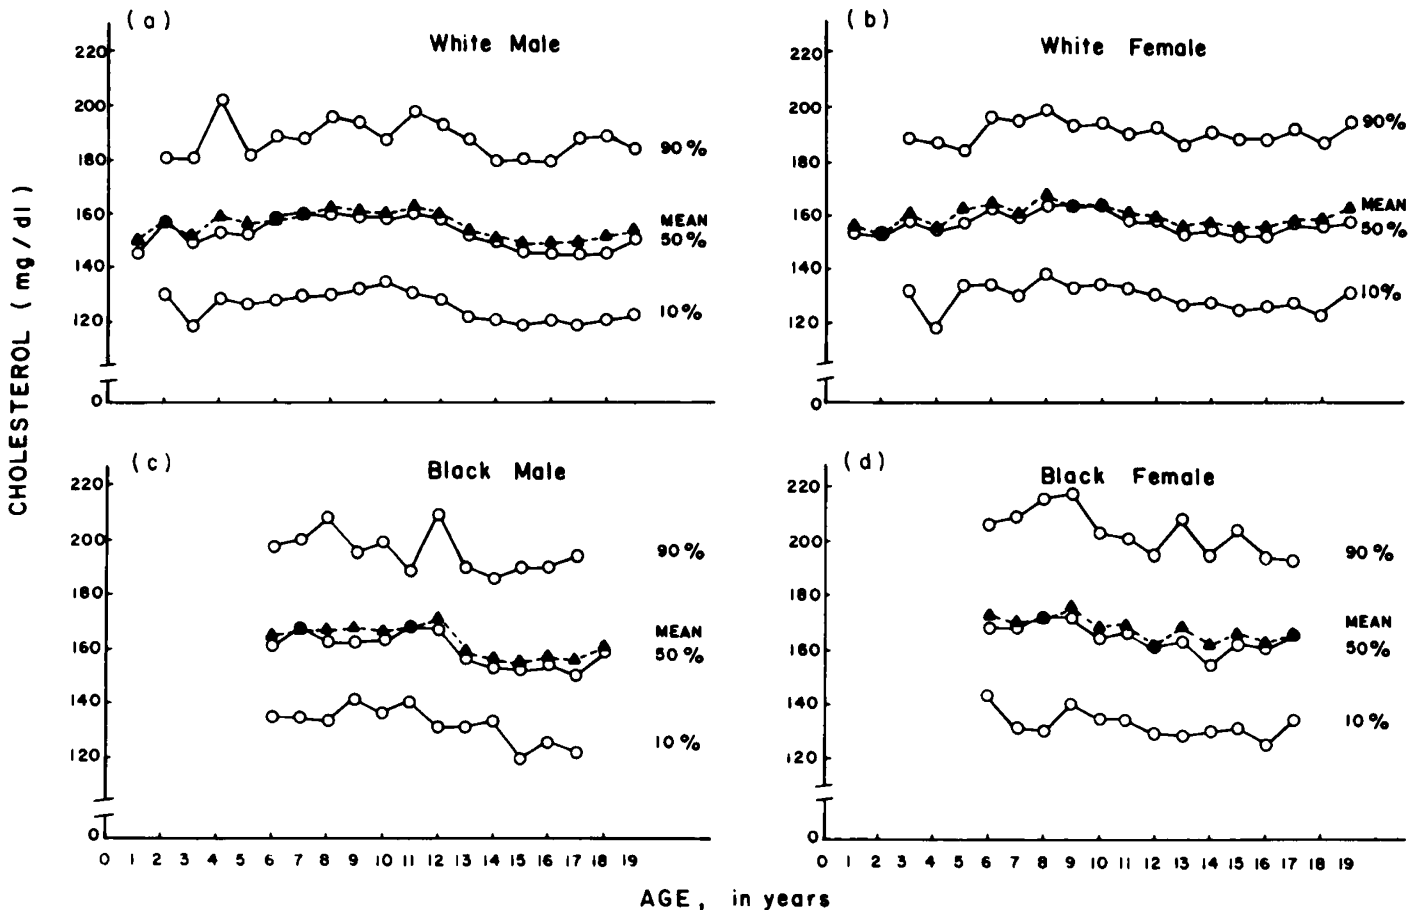 CHOLESTEROL ( mg / dl )
( a )
White Male
220
200
180
160
140
120
0
90 %
MEAN
50 %
10 %
( b )
White Female
220
200
180
160
140
120
0
90 %
MEAN
50 %
10 %
( c )
Black Male
220
200
180
160
140
120
0
90 %
MEAN
50 %
10 %
0 1 2 3 4 5 6 7 8 9 10 11 12 13 14 15 16 17 18 19
( d )
Black Female
220
200
180
160
140
120
0
90 %
MEAN
50 %
10 %
0 1 2 3 4 5 6 7 8 9 10 11 12 13 14 15 16 17 18 19
AGE , in years